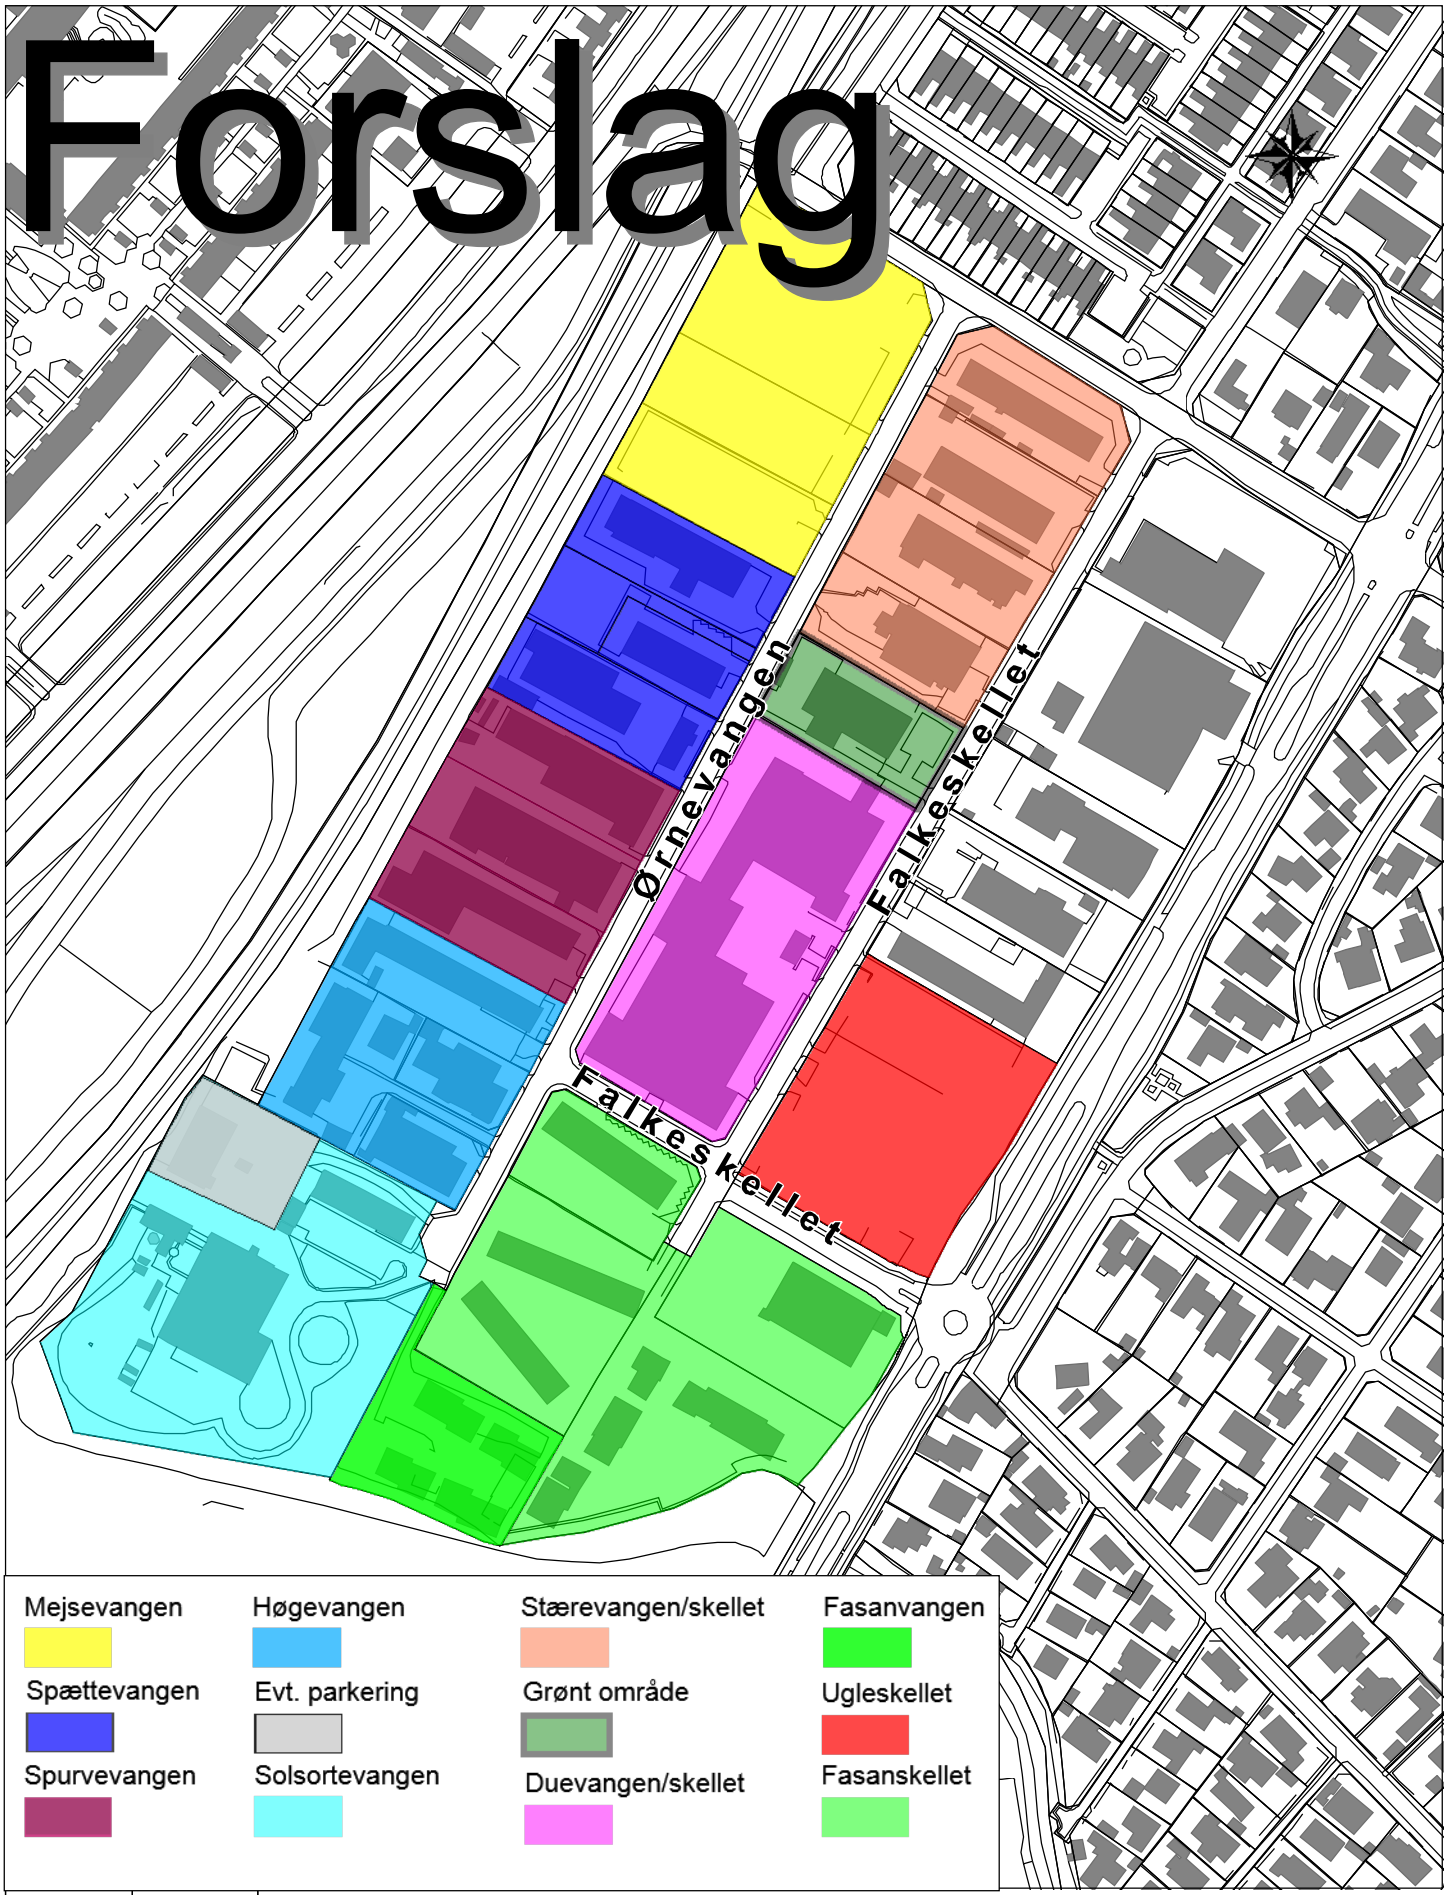 Forslag
Ørnevangen
Falkeskellet
Falkeskellet
Mejsevangen
Høgevangen
Stærevangen/skellet
Fasanvangen
Spættevangen
Evt. parkering
Grønt område
Ugleskellet
Spurvevangen
Solsortevangen
Duevangen/skellet
Fasanskellet